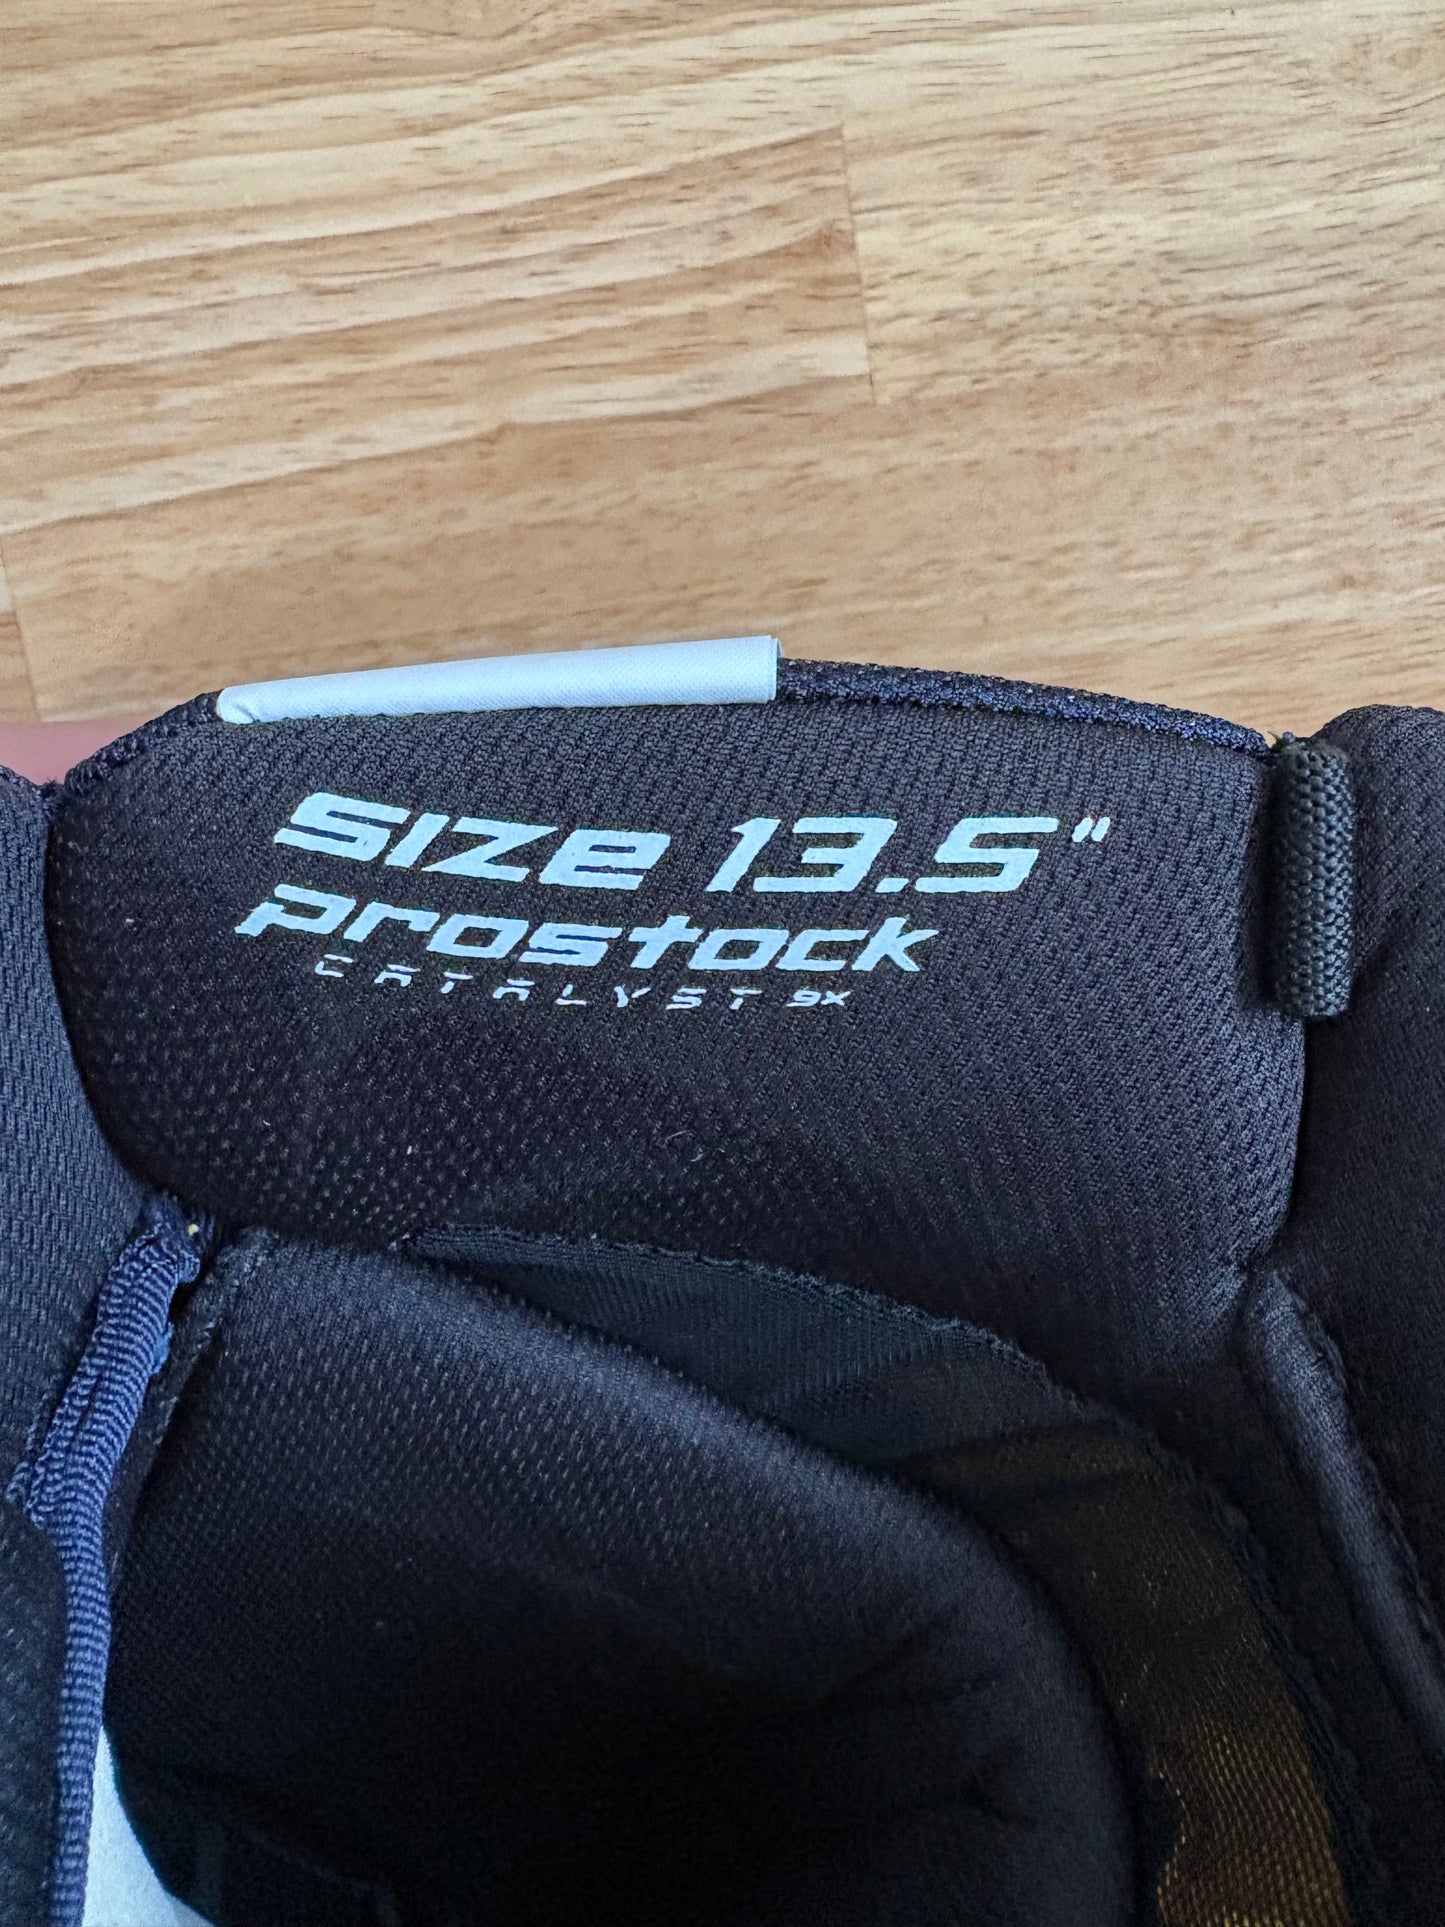 SIZE 13.5"
Prostock
CATALYST 9X